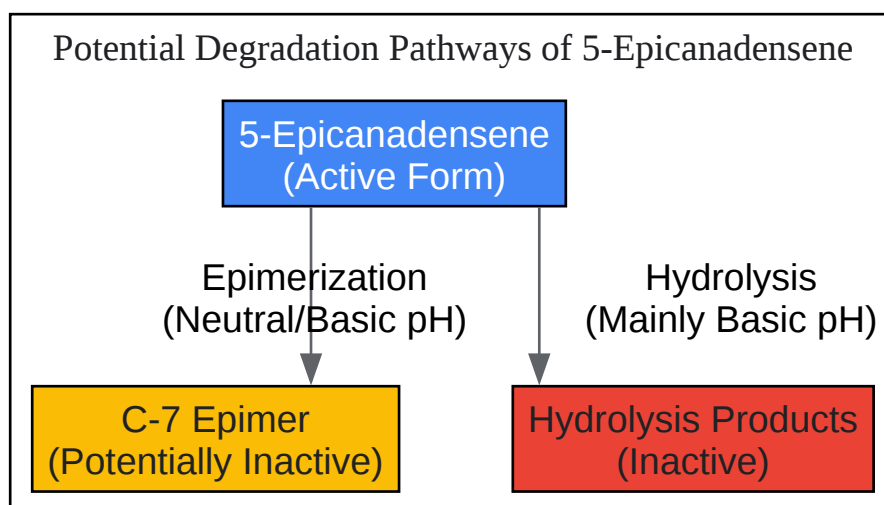 Potential Degradation Pathways of 5-Epicanadensene
5-Epicanadensene
(Active Form)
Epimerization
(Neutral/Basic pH)
Hydrolysis
(Mainly Basic pH)
C-7 Epimer
(Potentially Inactive)
Hydrolysis Products
(Inactive)